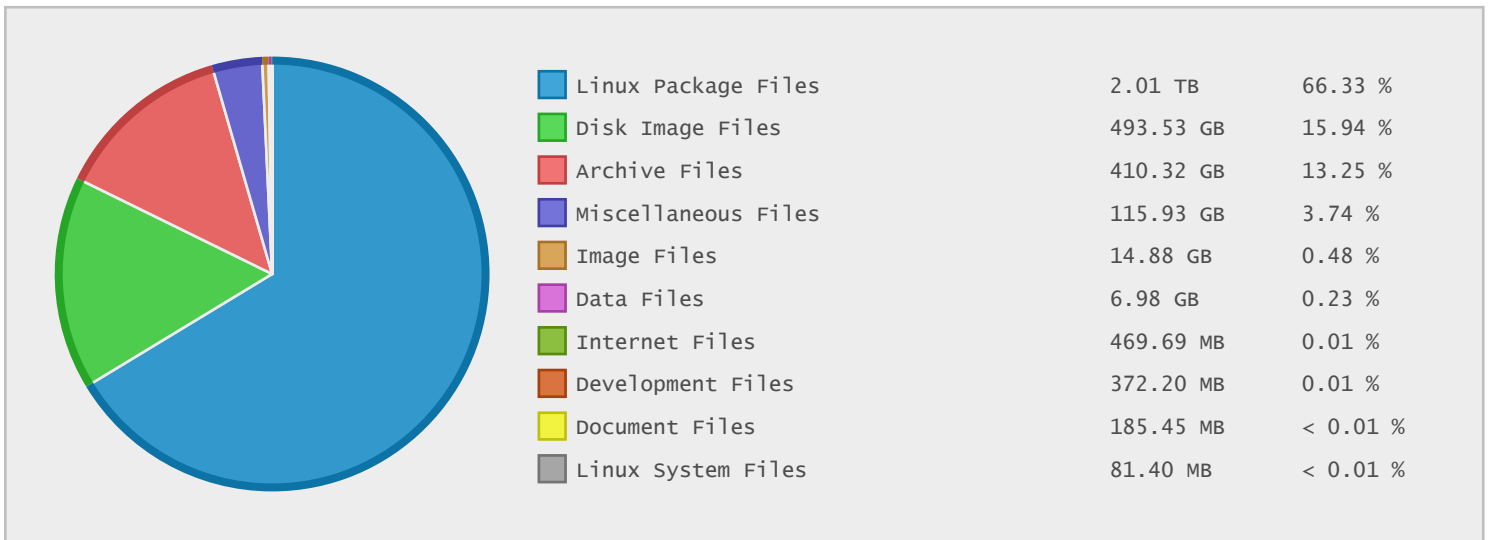 Linux Package Files 2.01 TB 66.33 %
Disk Image Files 493.53 GB 15.94 %
Archive Files 410.32 GB 13.25 %
Miscellaneous Files 115.93 GB 3.74 %
Image Files 14.88 GB 0.48 %
Data Files 6.98 GB 0.23 %
Internet Files 469.69 MB 0.01 %
Development Files 372.20 MB 0.01 %
Document Files 185.45 MB < 0.01 %
Linux System Files 81.40 MB < 0.01 %